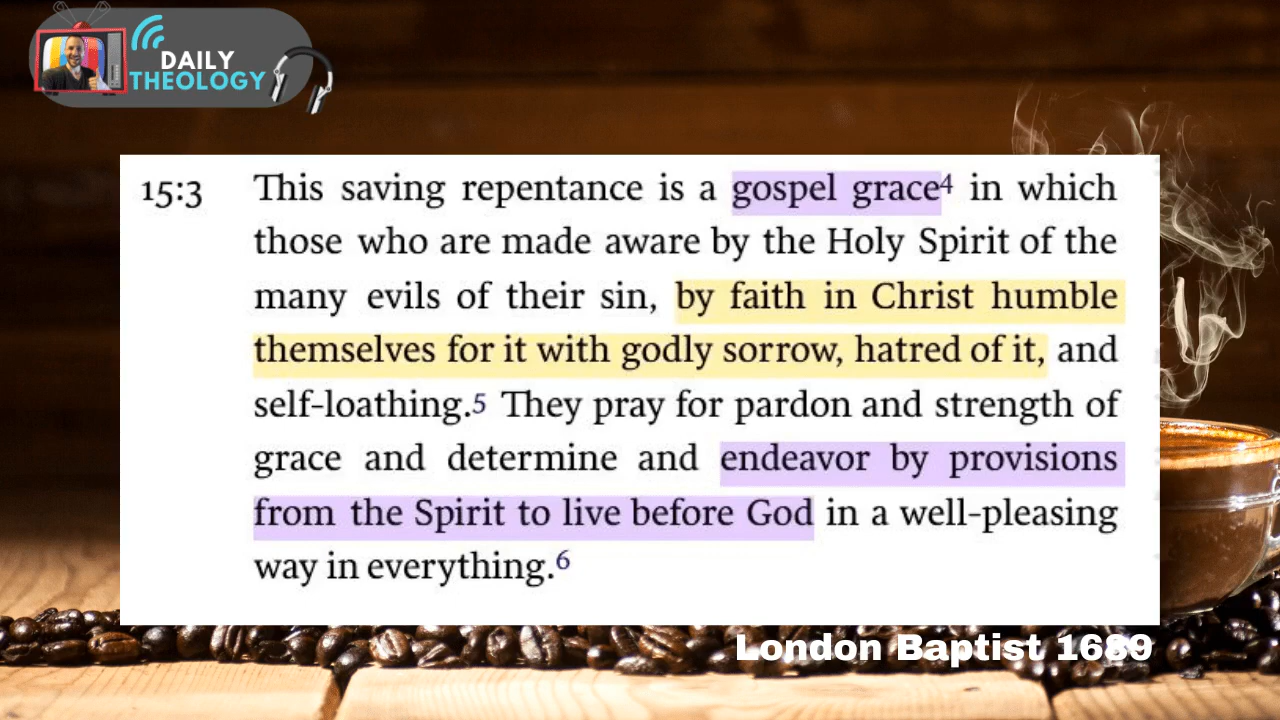 DAILY
THEOLOGY
15:3 This saving repentance is a gospel grace4 in which
those who are made aware by the Holy Spirit of the
many evils of their sin, by faith in Christ humble
themselves for it with godly sorrow, hatred of it, and
self-loathing.5 They pray for pardon and strength of
grace and determine and endeavor by provisions
from the Spirit to live before God in a well-pleasing
way in everything.6
London Baptist 1689